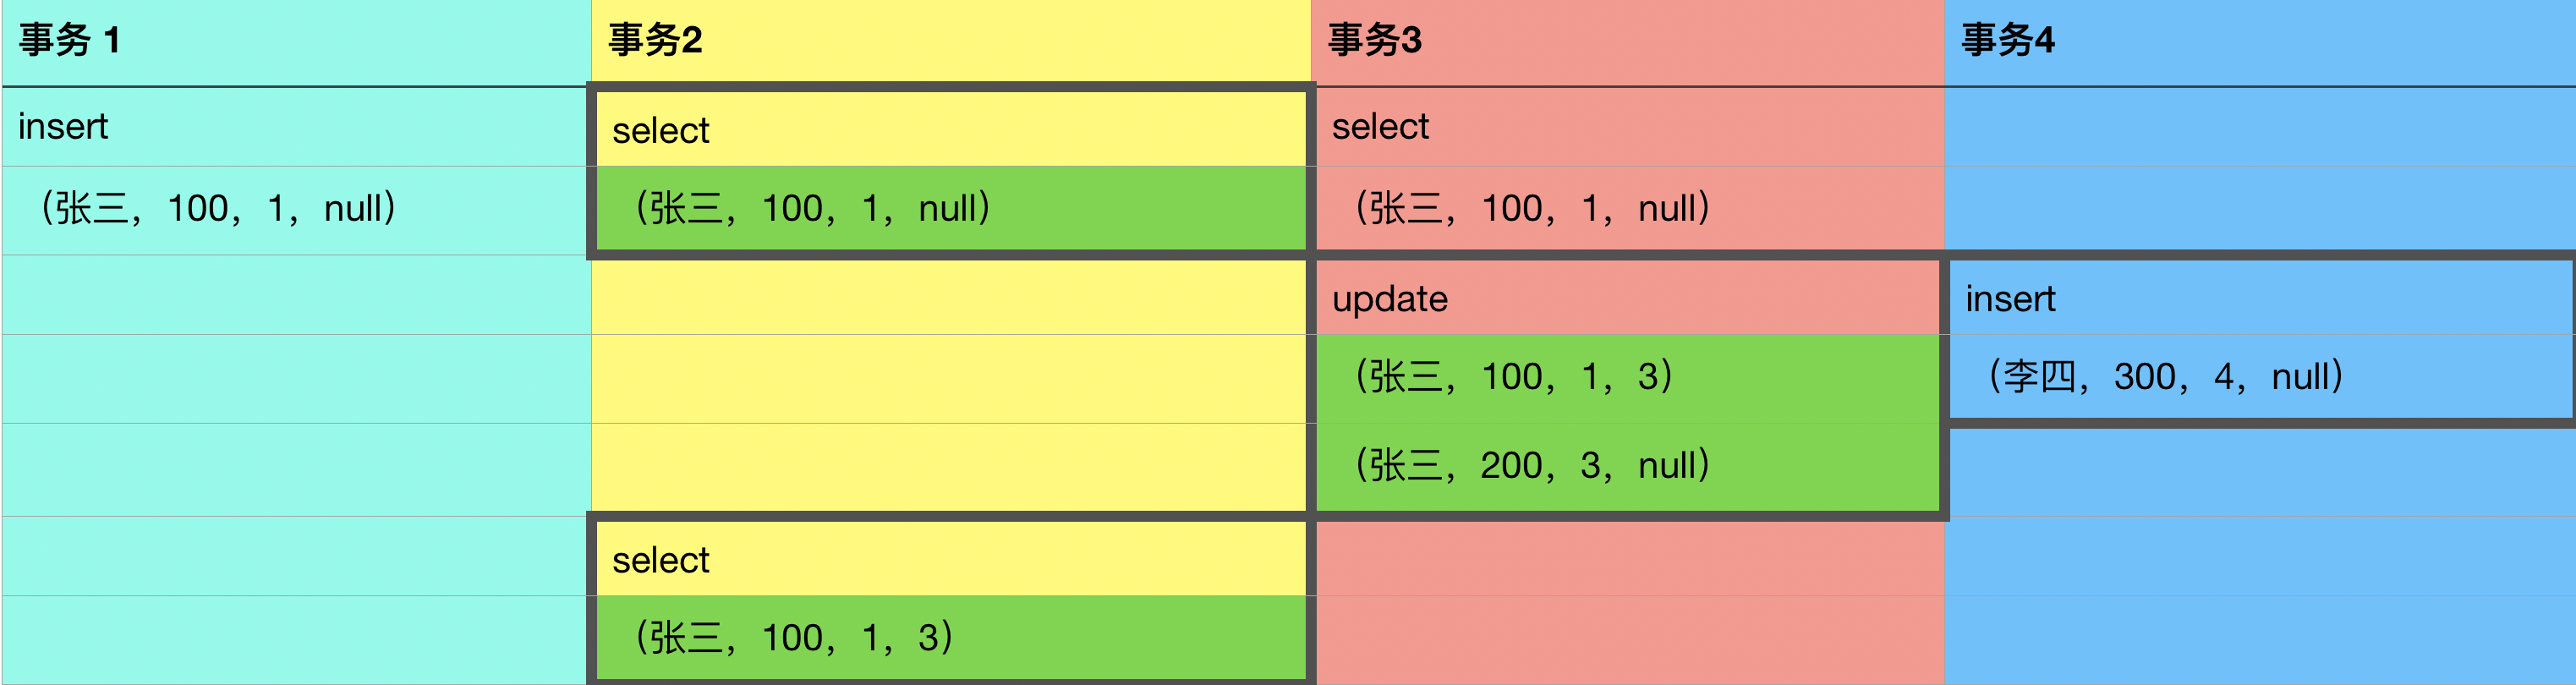 事务 1 事务2 事务3 事务4
insert select select
（张三，100，1，null） （张三，100，1，null） （张三，100，1，null）
update insert
（张三，100，1，3） （李四，300，4，null）
（张三，200，3，null）
select
（张三，100，1，3）